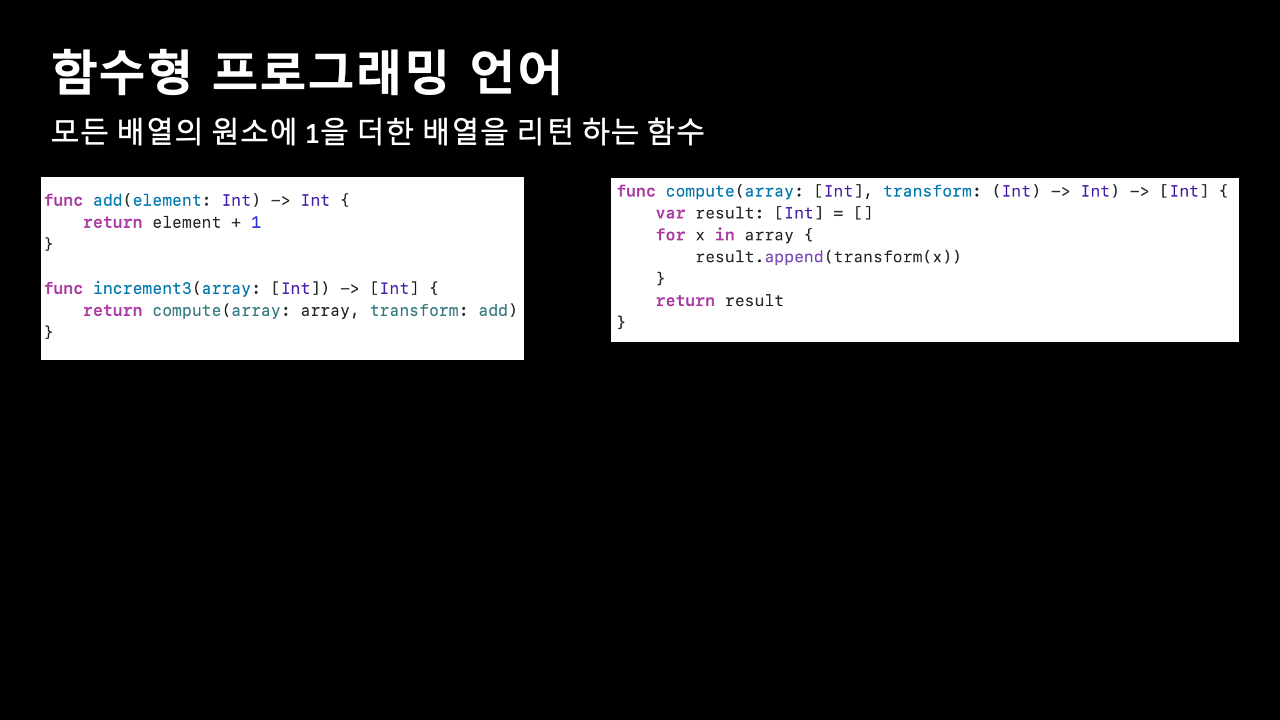 함수형 프로그래밍 언어
모든 배열의 원소에 1을 더한 배열을 리턴 하는 함수
func add(element: Int) -> Int {
    return element + 1
}

func increment3(array: [Int]) -> [Int] {
    return compute(array: array, transform: add)
}
func compute(array: [Int], transform: (Int) -> Int) -> [Int] {
    var result: [Int] = []
    for x in array {
        result.append(transform(x))
    }
    return result
}